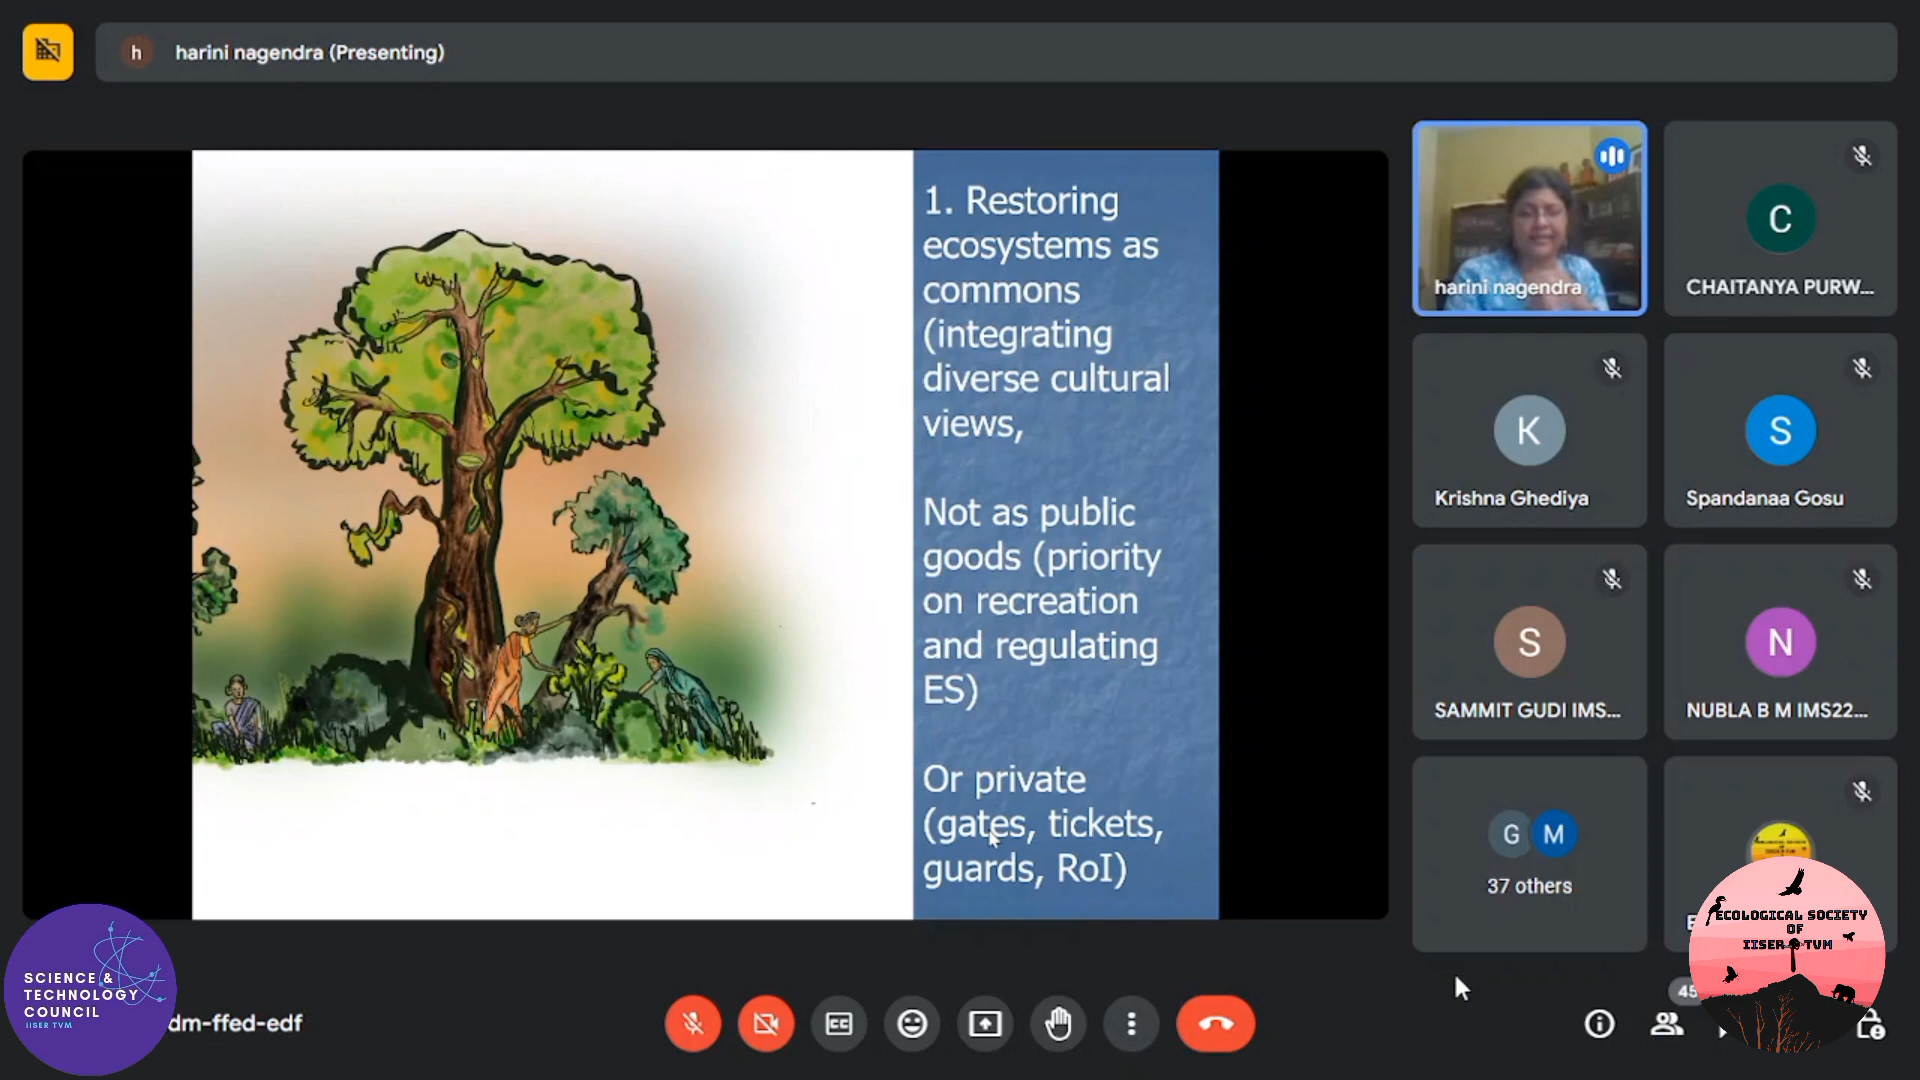 h harini nagendra (Presenting)
1. Restoring
ecosystems as
commons
(integrating
diverse cultural
views,
Not as public
goods (priority
on recreation
and regulating
ES)
Or private
(gates, tickets,
guards, RoI)
harini nagendra
C
CHAITANYA PURW...
K
Krishna Ghediya
S
Spandanaa Gosu
S
SAMMIT GUDI IMS...
N
NUBLA B M IMS22...
G M
37 others
E
ECOLOGICAL SOCIETY
OF
IISER TVM
SCIENCE &
TECHNOLOGY
COUNCIL
IISER TVM
dm-ffed-edf
CC
45